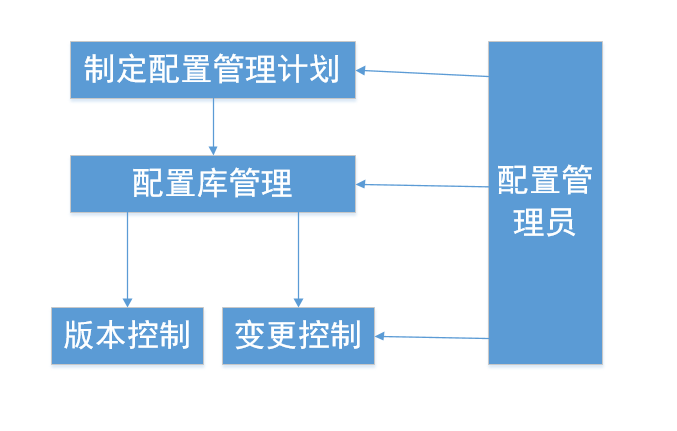 制定配置管理计划
配置库管理
配置管
理员
版本控制
变更控制